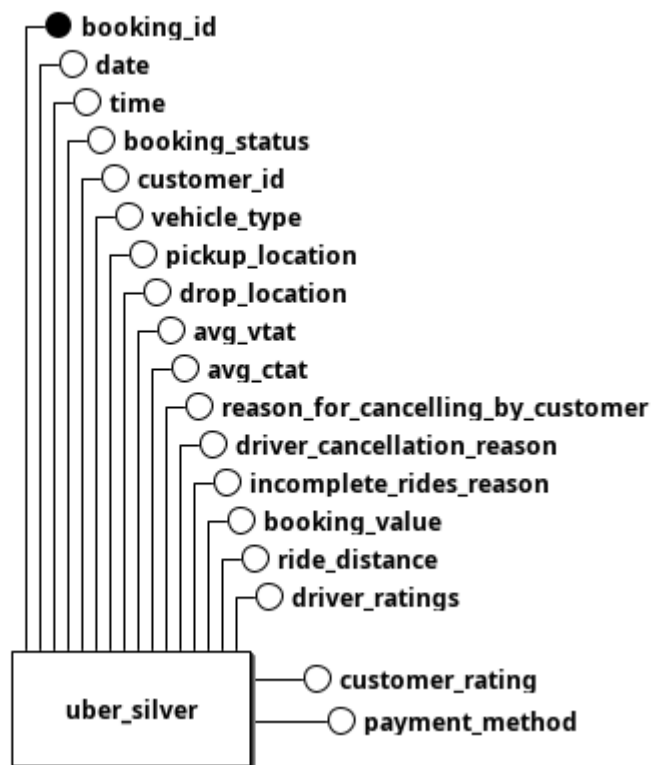 booking_id
date
time
booking_status
customer_id
vehicle_type
pickup_location
drop_location
avg_vtat
avg_ctat
reason_for_cancelling_by_customer
driver_cancellation_reason
incomplete_rides_reason
booking_value
ride_distance
driver_ratings
customer_rating
uber_silver
payment_method